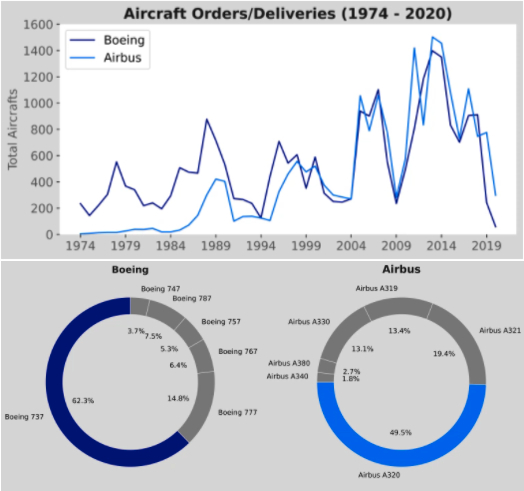 Aircraft Orders/Deliveries (1974 - 2020)
1600
Boeing
Airbus
1400
1200
1000
800
600
400
200
0
Total Aircrafts
1974 1979 1984 1989 1994 1999 2004 2009 2014 2019
Boeing
Boeing 747
Boeing 787
Boeing 757
Boeing 767
Boeing 777
Boeing 737
3.7%
7.5%
5.3%
6.4%
14.8%
62.3%
Airbus
Airbus A319
Airbus A321
Airbus A330
Airbus A380
Airbus A340
Airbus A320
13.4%
19.4%
13.1%
2.7%
1.8%
49.5%